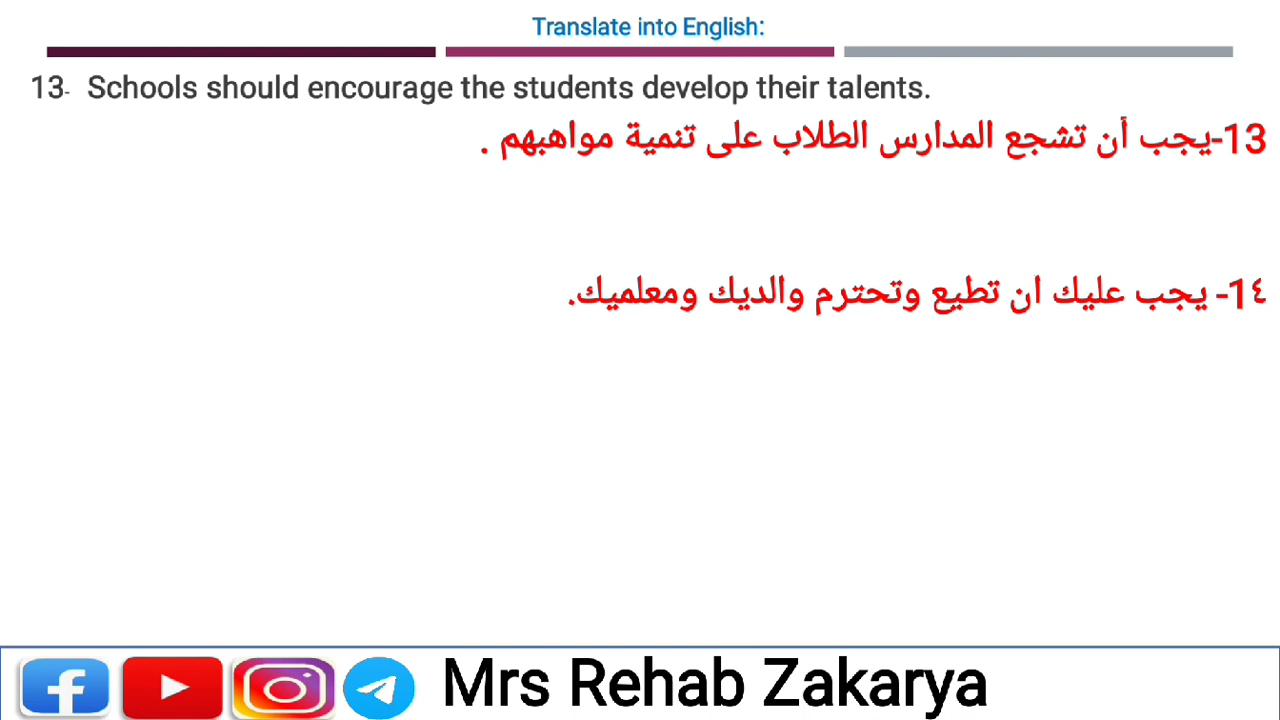 Translate into English:
13- Schools should encourage the students develop their talents.
13-يجب أن تشجع المدارس الطلاب على تنمية مواهبهم .
1٤- يجب عليك ان تطيع وتحترم والديك ومعلميك.
Mrs Rehab Zakarya